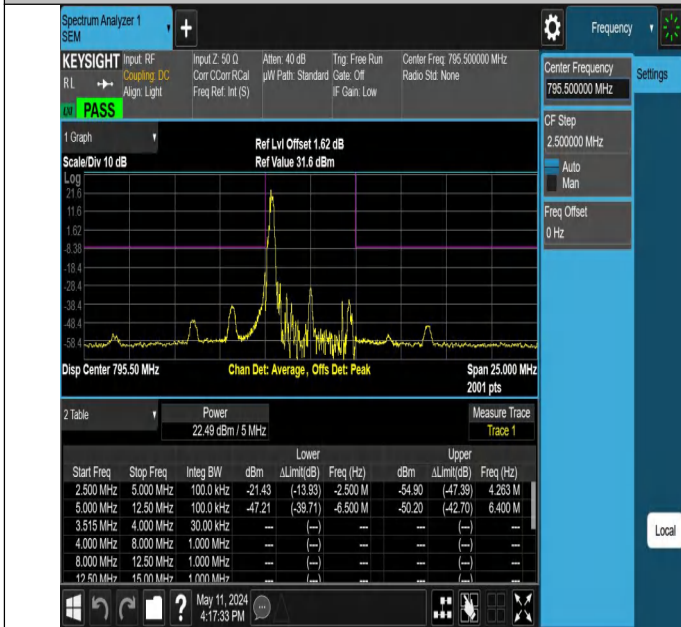 Spectrum Analyzer 1
SEM
Frequency
KEYSIGHT
Input: RF
Coupling: DC
Align: Light
Input Z: 50 Ω
Corr CCorr RCal
Freq Ref: Int (S)
Atten: 40 dB
µW Path: Standard
Trig: Free Run
Gate: Off
IF Gain: Low
Center Freq: 795.500000 MHz
Radio Std: None
RL
PASS
Center Frequency
795.500000 MHz
Settings
CF Step
2.500000 MHz
Auto
Man
Freq Offset
0 Hz
1 Graph
Scale/Div 10 dB
Ref Lvl Offset 1.62 dB
Ref Value 31.6 dBm
Log
21.6
11.6
1.62
-8.38
-18.4
-28.4
-38.4
-48.4
-58.4
Disp Center 795.50 MHz
Chan Det: Average , Offs Det: Peak
Span 25.000 MHz
2001 pts
2 Table
Power
22.49 dBm / 5 MHz
Measure Trace
Trace 1
Lower Upper
Start Freq Stop Freq Integ BW dBm ΔLimit(dB) Freq (Hz) dBm ΔLimit(dB) Freq (Hz)
2.500 MHz 5.000 MHz 100.0 kHz -21.43 (-13.93) -2.500 M -54.90 (-47.39) 4.263 M
5.000 MHz 12.50 MHz 100.0 kHz -47.21 (-39.71) -6.500 M -50.20 (-42.70) 6.400 M
3.515 MHz 4.000 MHz 30.00 kHz --- (---) --- --- (---) ---
4.000 MHz 8.000 MHz 1.000 MHz --- (---) --- --- (---) ---
8.000 MHz 12.50 MHz 1.000 MHz --- (---) --- --- (---) ---
12.50 MHz 15.00 MHz 1.000 MHz --- (---) --- --- (---) ---
Local
May 11, 2024
4:17:33 PM